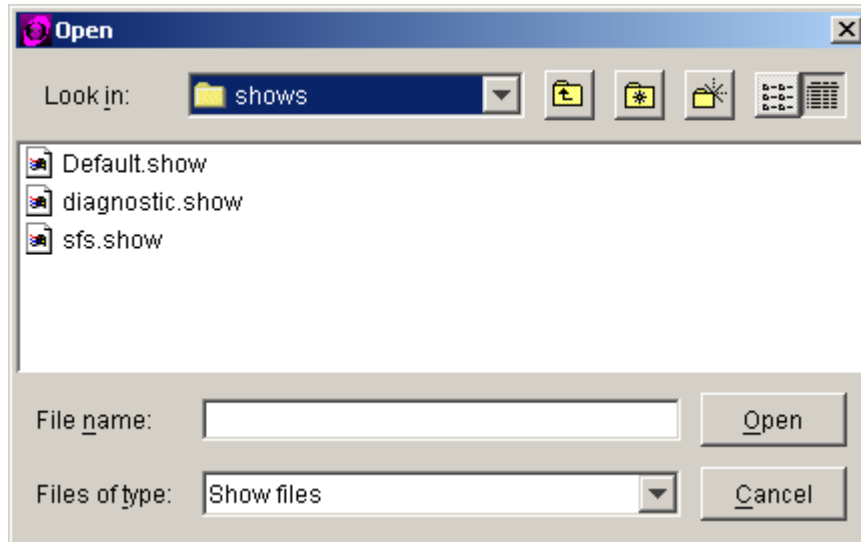 Open
Look in: shows
Default.show
diagnostic.show
sfs.show
File name: Open
Files of type: Show files Cancel